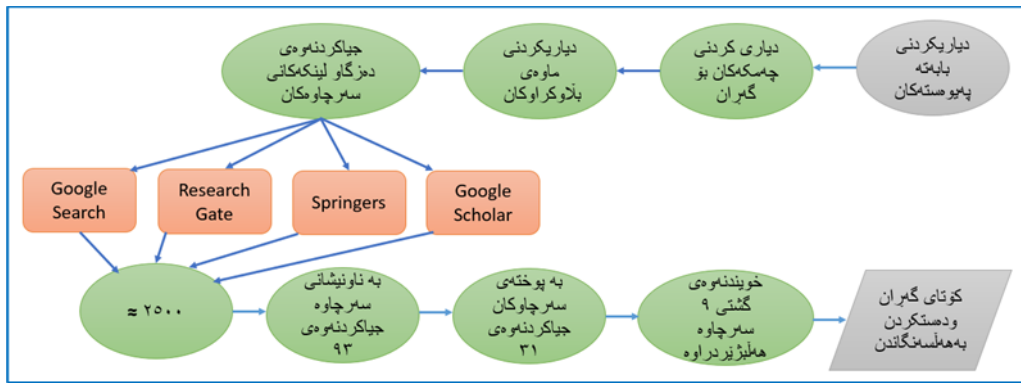 دیاریکردنی
بابەتە
پەیوەستەکان
دیاری کردنی
چەمکەکان بۆ
گەڕان
دیاریکردنی
ماوەی
بڵاوکراوکان
جیاکردنەوەی
دەزگاو لینکەکانی
سەرچاوەکان
Google
Search
Research
Gate
Springers
Google
Scholar
≈ ٢٥٠٠
بە ناونیشانی
سەرچاوە
جیاکردنەوەی
٩٣
بە پوختەی
سەرچاوکان
جیاکردنەوەی
٣١
خویندنەوەی
گشتی ٩
سەرچاوە
هەڵبژێردراوە
کۆتای گەڕان
ودەستکردن
بەهەڵسەنگاندن